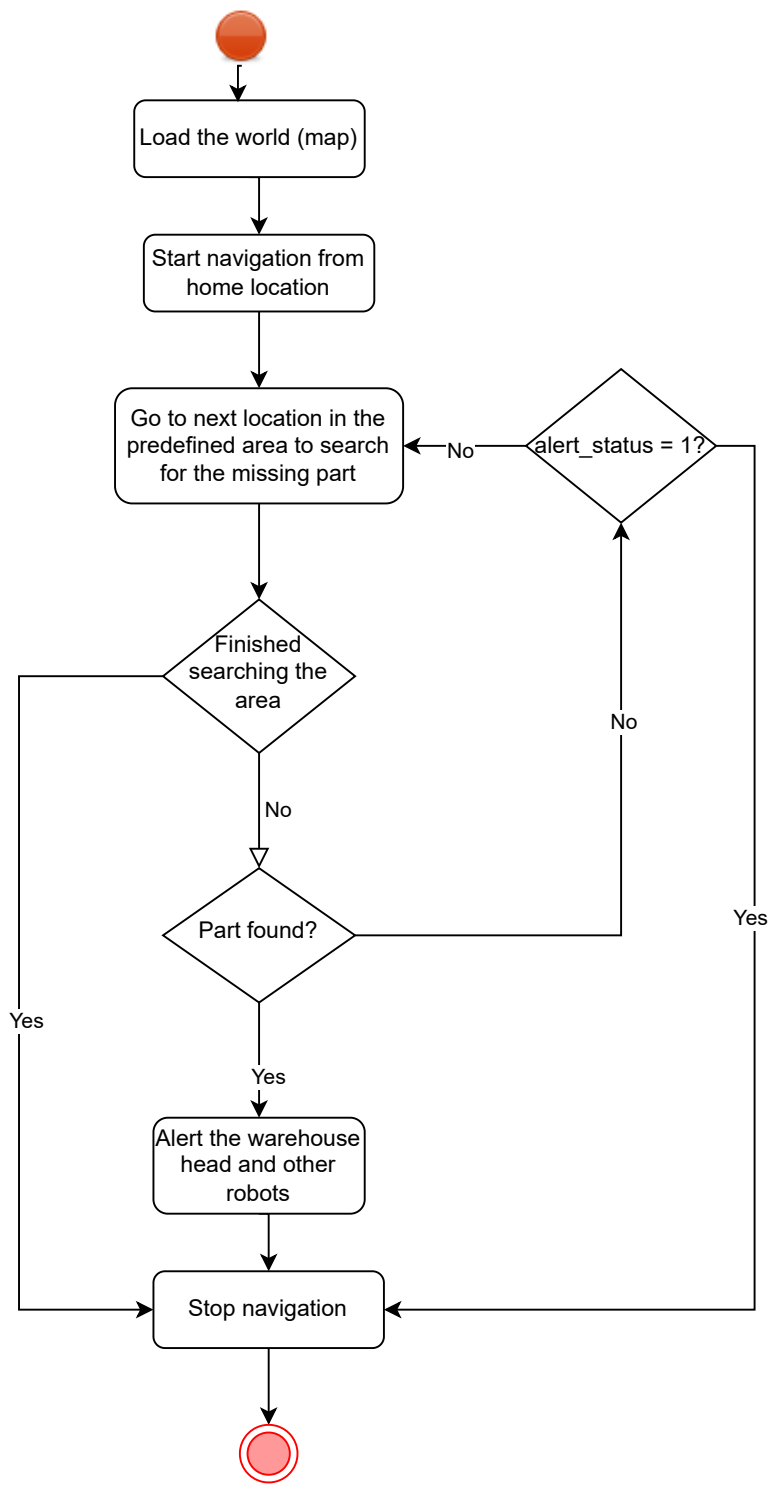 Load the world (map)
Start navigation from
home location
Go to next location in the
predefined area to search
for the missing part
No
alert_status = 1?
Finished
searching the
area
No
No
Part found?
Yes
Yes
Yes
Alert the warehouse
head and other
robots
Stop navigation